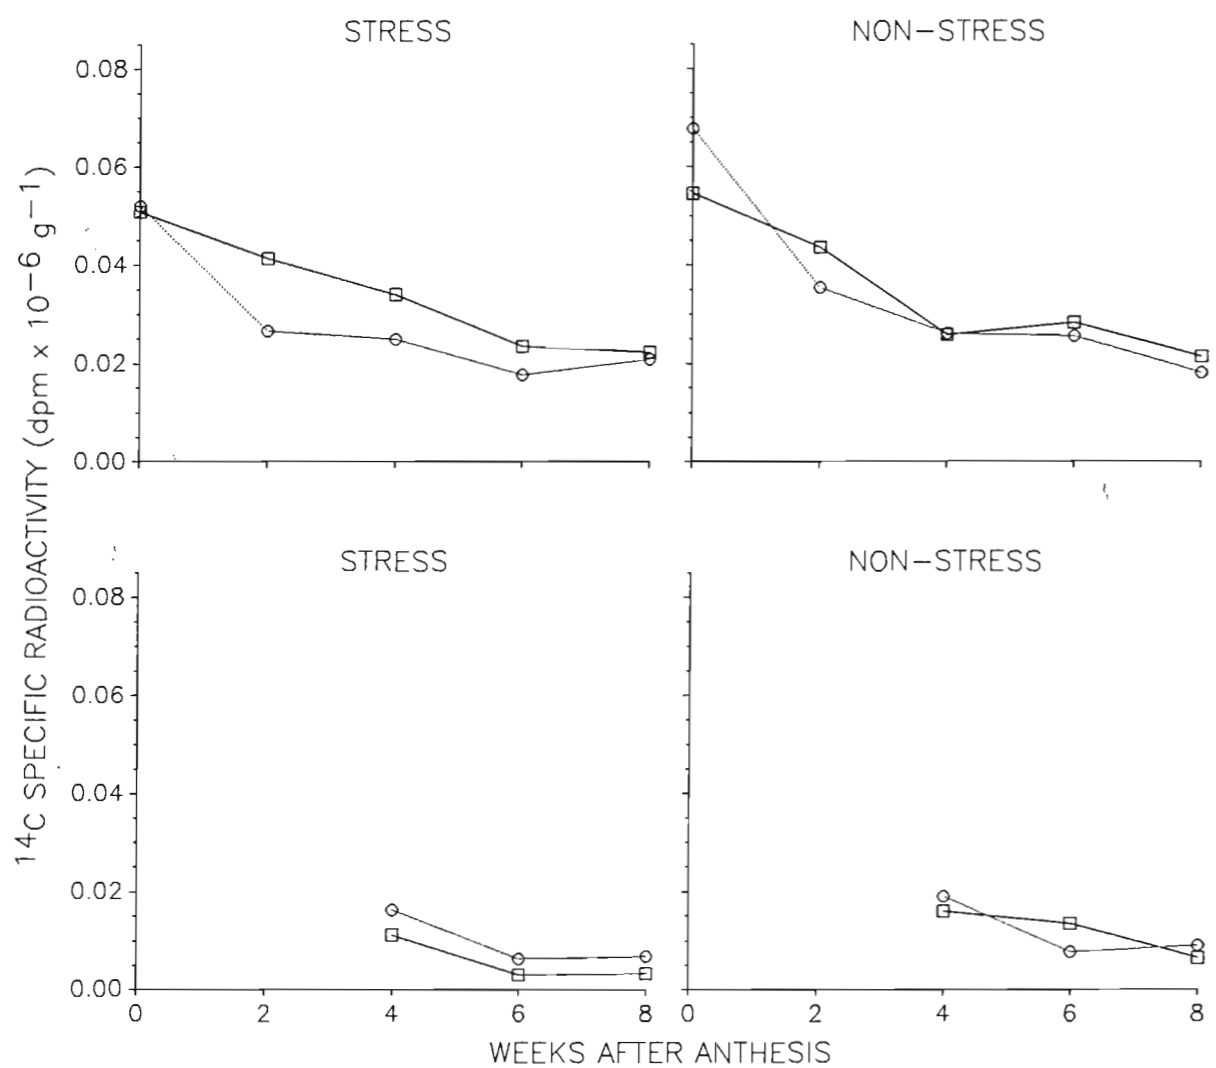 STRESS
NON-STRESS
0.08
0.06
0.04
0.02
0.00
¹⁴C SPECIFIC RADIOACTIVITY (dpm x 10⁻⁶ g⁻¹)
STRESS
NON-STRESS
0.08
0.06
0.04
0.02
0.00
0 2 4 6 8 0 2 4 6 8
WEEKS AFTER ANTHESIS